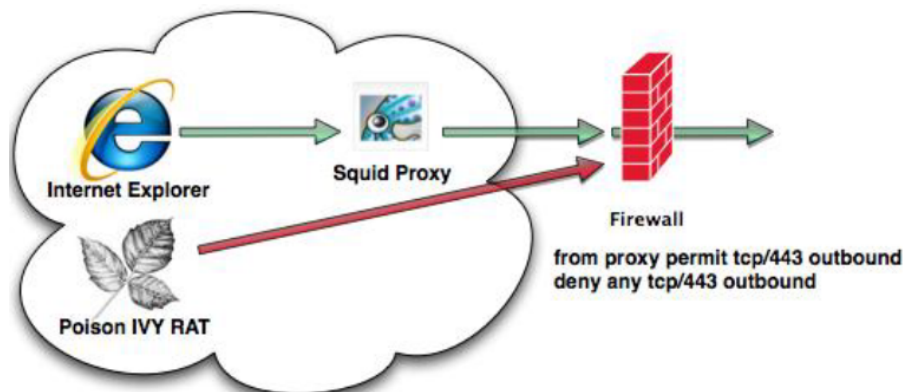 Internet Explorer
Squid Proxy
Poison IVY RAT
Firewall
from proxy permit tcp/443 outbound
deny any tcp/443 outbound